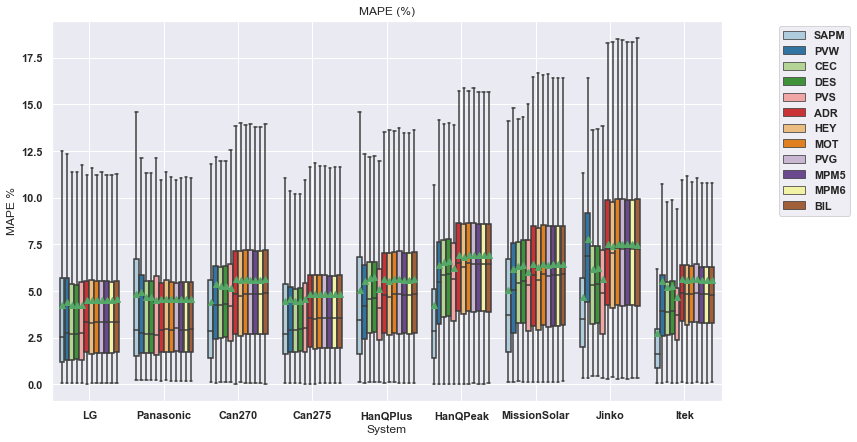 MAPE (%)
MAPE %
17.5
15.0
12.5
10.0
7.5
5.0
2.5
0.0
LG Panasonic Can270 Can275 HanQPlus HanQPeak MissionSolar Jinko Itek
System
SAPM
PVW
CEC
DES
PVS
ADR
HEY
MOT
PVG
MPM5
MPM6
BIL